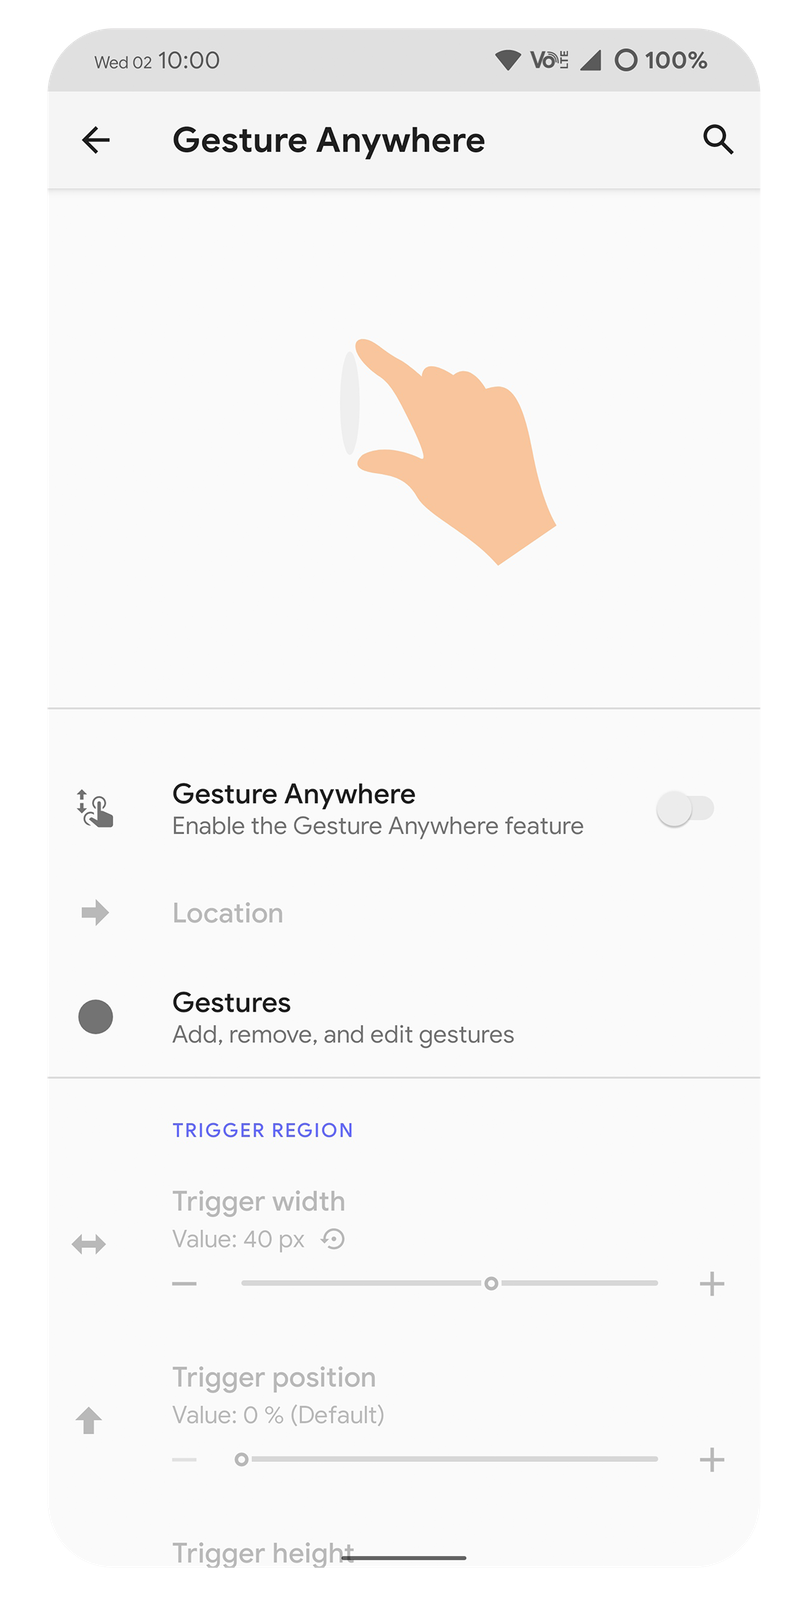 Wed 02 10:00 VoLTE 100%
Gesture Anywhere
Gesture Anywhere
Enable the Gesture Anywhere feature
Location
Gestures
Add, remove, and edit gestures
TRIGGER REGION
Trigger width
Value: 40 px
Trigger position
Value: 0 % (Default)
Trigger height